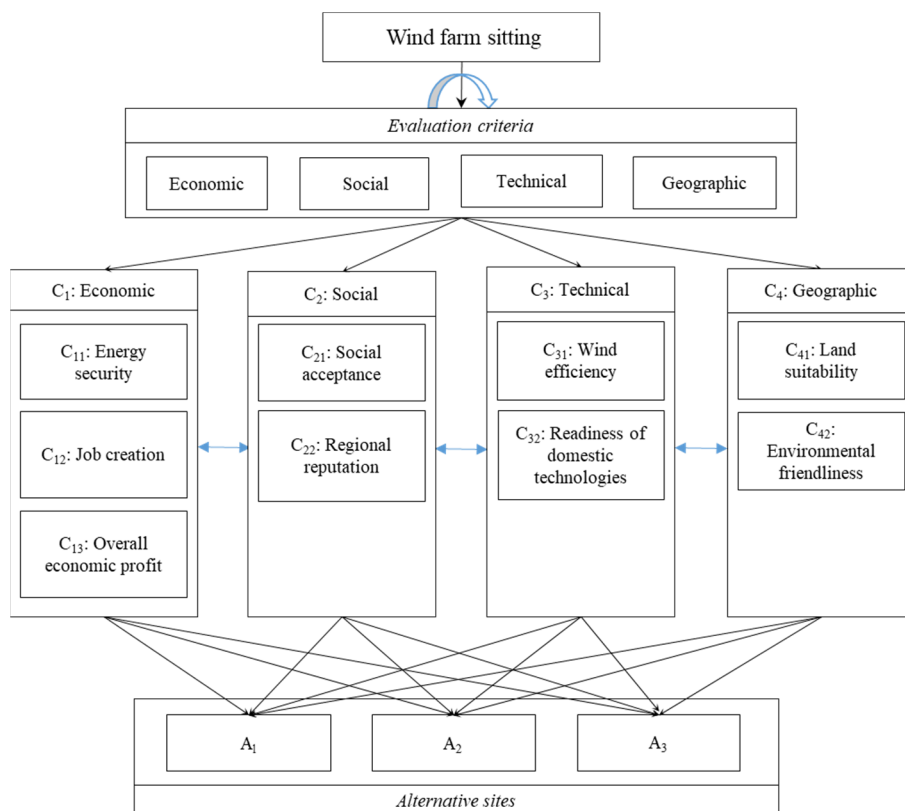 Wind farm sitting
Evaluation criteria
Economic
Social
Technical
Geographic
C₁: Economic
C₂: Social
C₃: Technical
C₄: Geographic
C₁₁: Energy
security
C₁₂: Job creation
C₁₃: Overall
economic profit
C₂₁: Social
acceptance
C₂₂: Regional
reputation
C₃₁: Wind
efficiency
C₃₂: Readiness of
domestic
technologies
C₄₁: Land
suitability
C₄₂:
Environmental
friendliness
A₁
A₂
A₃
Alternative sites